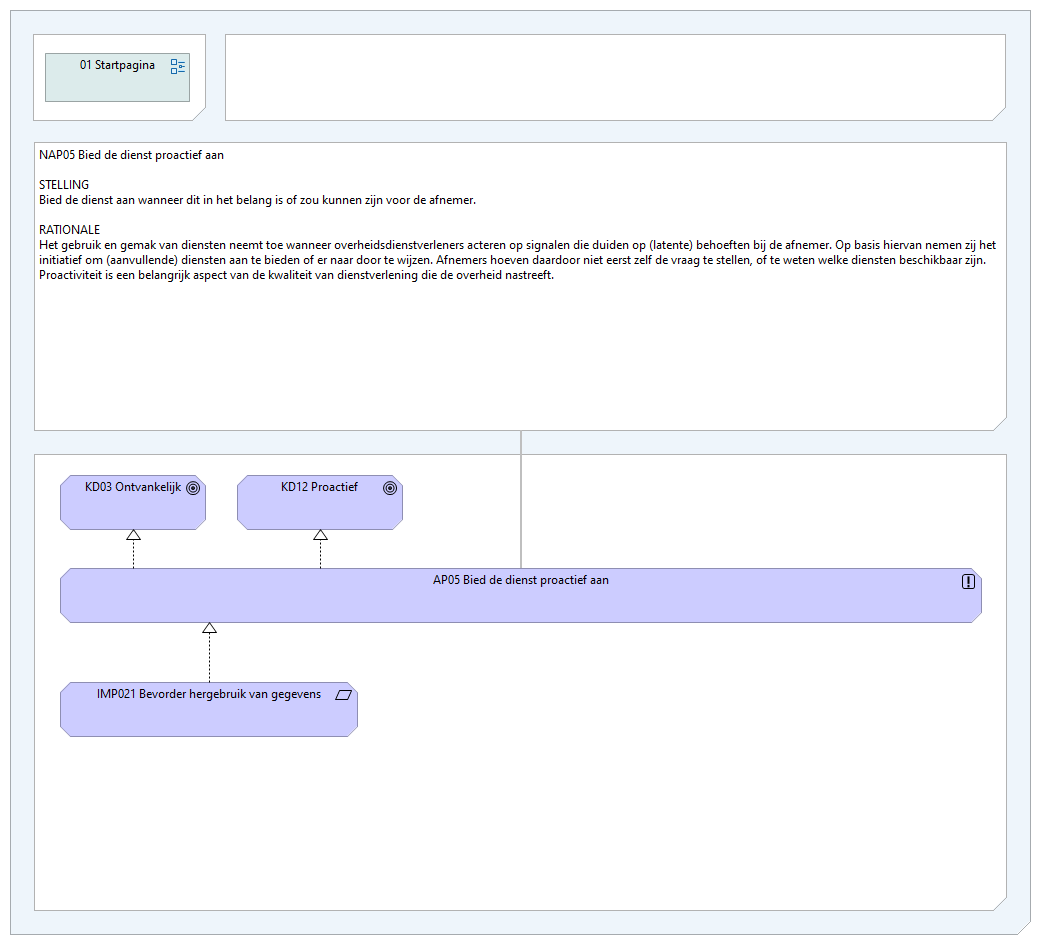 01 Startpagina
NAP05 Bied de dienst proactief aan
STELLING
Bied de dienst aan wanneer dit in het belang is of zou kunnen zijn voor de afnemer.
RATIONALE
Het gebruik en gemak van diensten neemt toe wanneer overheidsdienstverleners acteren op signalen die duiden op (latente) behoeften bij de afnemer. Op basis hiervan nemen zij het
initiatief om (aanvullende) diensten aan te bieden of er naar door te wijzen. Afnemers hoeven daardoor niet eerst zelf de vraag te stellen, of te weten welke diensten beschikbaar zijn.
Proactiviteit is een belangrijk aspect van de kwaliteit van dienstverlening die de overheid nastreeft.
KD03 Ontvankelijk
KD12 Proactief
AP05 Bied de dienst proactief aan
IMP021 Bevorder hergebruik van gegevens